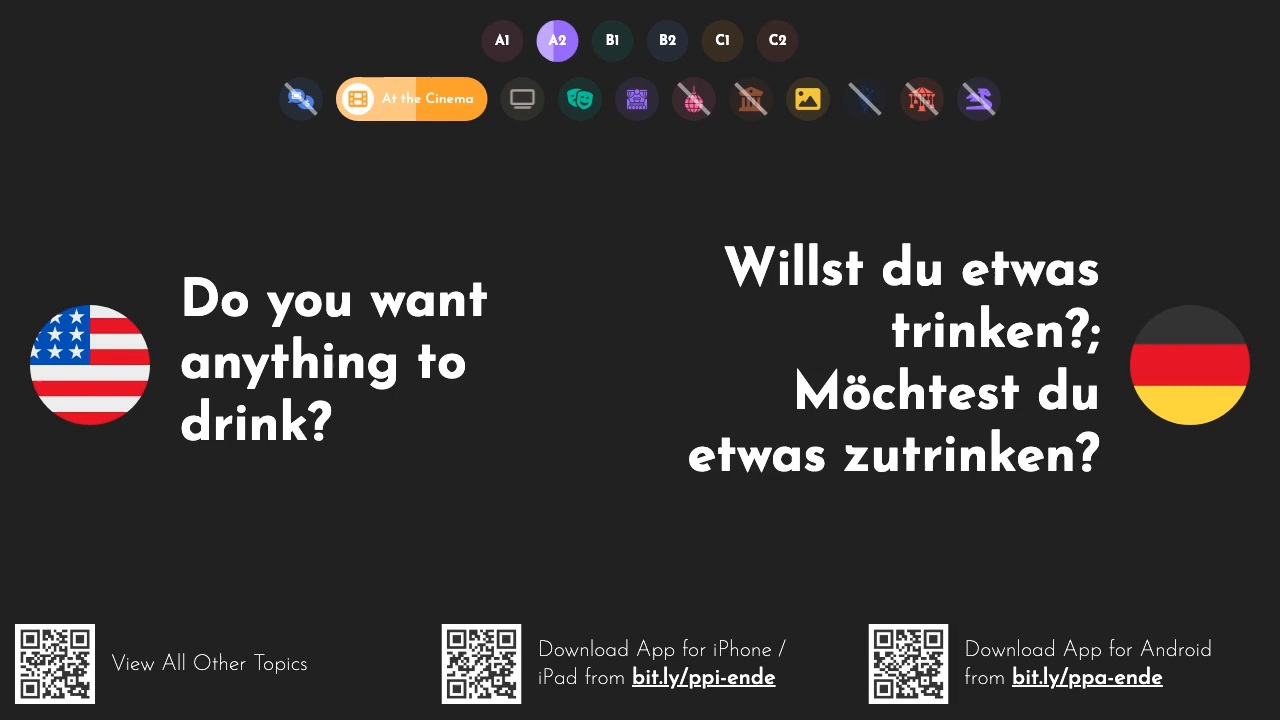 A1 A2 B1 B2 C1 C2
At the Cinema
Do you want
anything to
drink?
Willst du etwas
trinken?;
Möchtest du
etwas zutrinken?
View All Other Topics
Download App for iPhone /
iPad from bit.ly/ppi-ende
Download App for Android
from bit.ly/ppa-ende